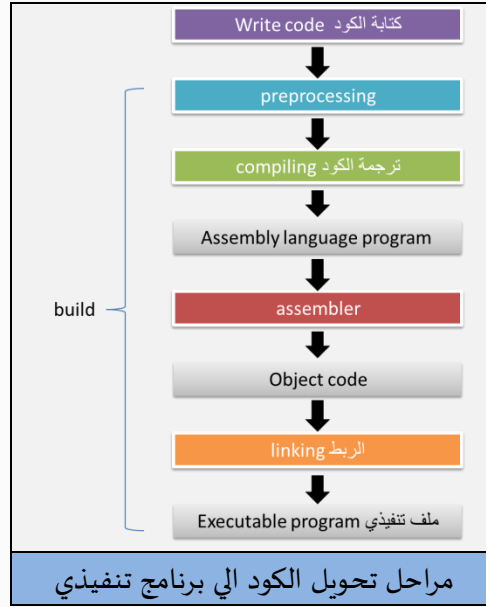 Write code كتابة الكود
preprocessing
compiling ترجمة الكود
Assembly language program
build
assembler
Object code
linking الربط
Executable program ملف تنفيذي
مراحل تحويل الكود الي برنامج تنفيذي